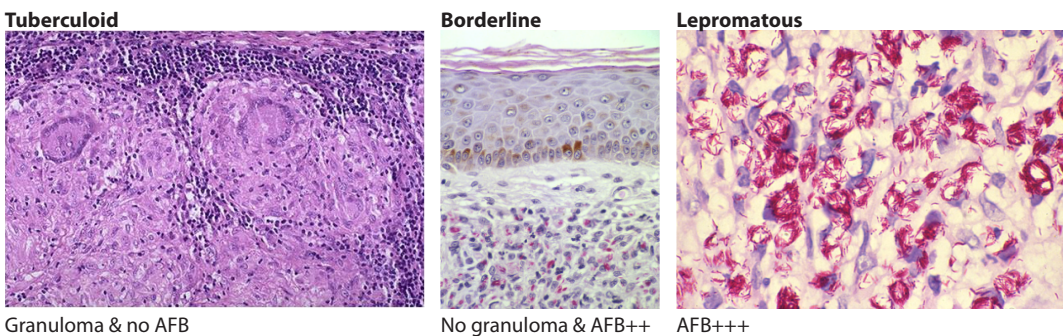 Tuberculoid
Borderline
Lepromatous
Granuloma & no AFB
No granuloma & AFB++
AFB+++